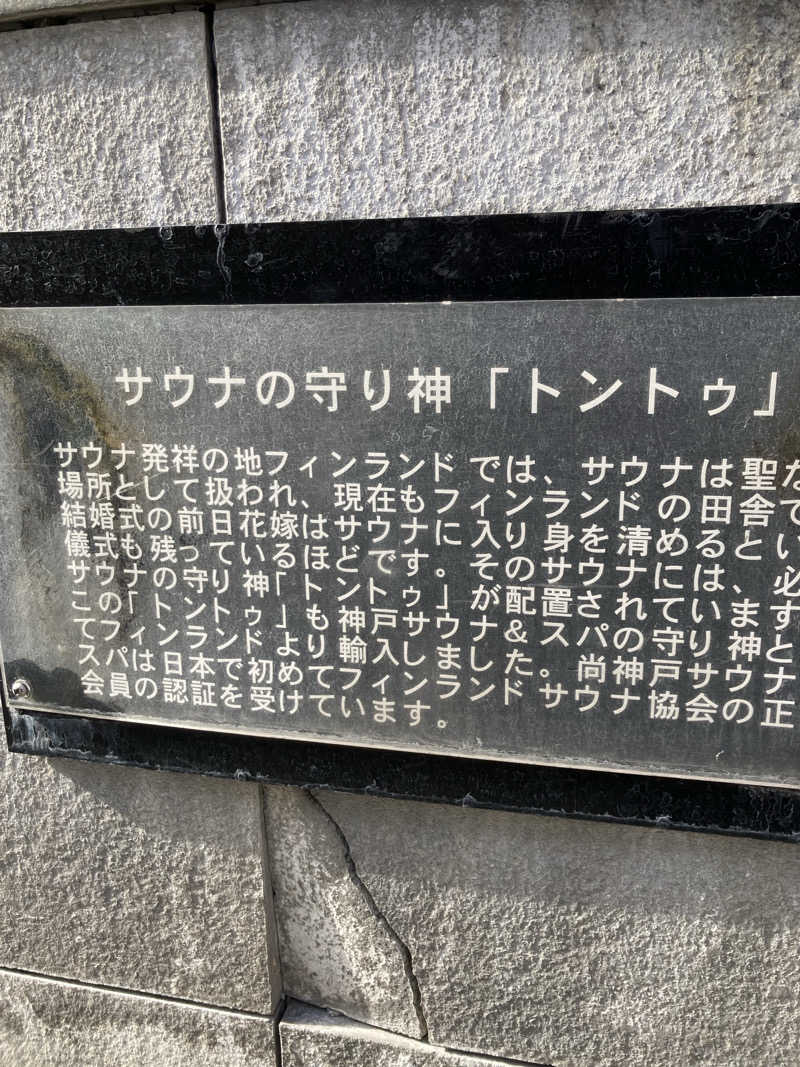 サウナの守り神「トントゥ」
サウナ発祥の地フィンランドでは、サウナは聖な
場所として扱われ、現在もフィンランドの田舎で
結婚式の前日花嫁はサウナに入り身を清めるとい
儀式も残っているほどです。そのサウナには、必
サウナの守り神「トントゥ」が配置されています
この「トントゥ」も神戸サウナ&スパの守り神と
てフィンランドより輸入しました。尚神戸サウナ
スパは日本で初めてフィンランドサウナ協会の正
会員の認証を受けています。